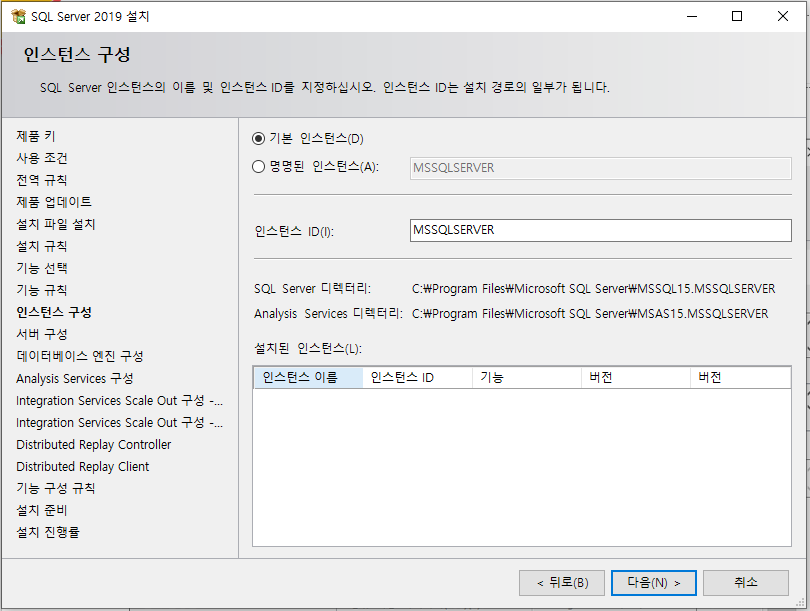 SQL Server 2019 설치
인스턴스 구성
SQL Server 인스턴스의 이름 및 인스턴스 ID를 지정하십시오. 인스턴스 ID는 설치 경로의 일부가 됩니다.
제품 키
사용 조건
전역 규칙
제품 업데이트
설치 파일 설치
설치 규칙
기능 선택
기능 규칙
인스턴스 구성
서버 구성
데이터베이스 엔진 구성
Analysis Services 구성
Integration Services Scale Out 구성 -...
Integration Services Scale Out 구성 -...
Distributed Replay Controller
Distributed Replay Client
기능 구성 규칙
설치 준비
설치 진행률
기본 인스턴스(D)
명명된 인스턴스(A): MSSQLSERVER
인스턴스 ID(I): MSSQLSERVER
SQL Server 디렉터리: C:₩Program Files₩Microsoft SQL Server₩MSSQL15.MSSQLSERVER
Analysis Services 디렉터리: C:₩Program Files₩Microsoft SQL Server₩MSAS15.MSSQLSERVER
설치된 인스턴스(L):
인스턴스 이름 인스턴스 ID 기능 버전 버전
< 뒤로(B) 다음(N) > 취소